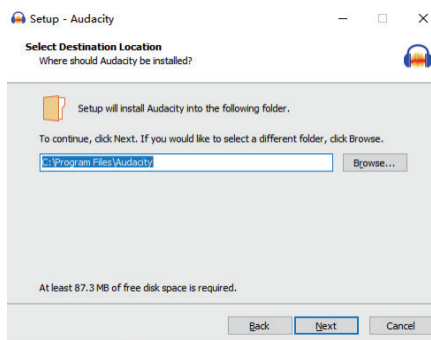 Setup - Audacity
Select Destination Location
Where should Audacity be installed?
Setup will install Audacity into the following folder.
To continue, click Next. If you would like to select a different folder, click Browse.
C:\Program Files\Audacity
Browse...
At least 87.3 MB of free disk space is required.
Back Next Cancel